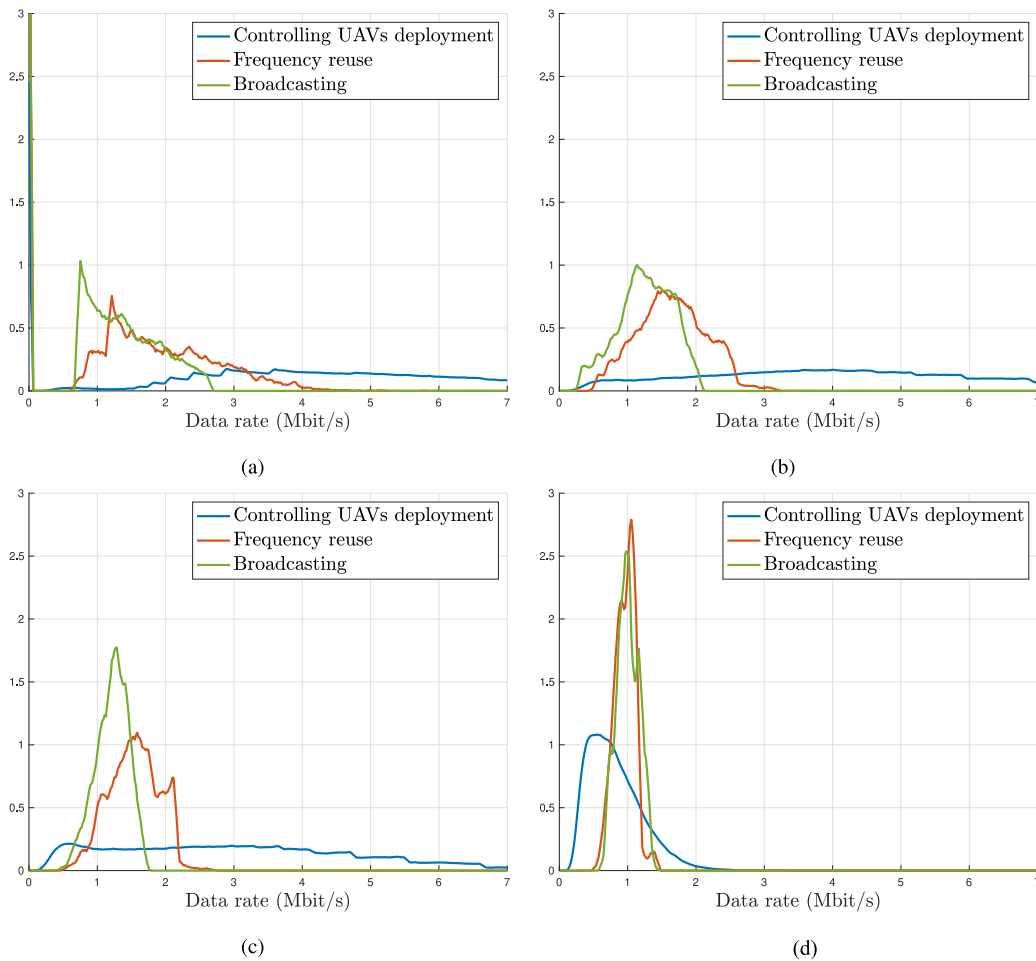 3
2.5
2
1.5
1
0.5
0
0 1 2 3 4 5 6 7
Controlling UAVs deployment
Frequency reuse
Broadcasting
Data rate (Mbit/s)
(a)
3
2.5
2
1.5
1
0.5
0
0 1 2 3 4 5 6 7
Controlling UAVs deployment
Frequency reuse
Broadcasting
Data rate (Mbit/s)
(b)
3
2.5
2
1.5
1
0.5
0
0 1 2 3 4 5 6 7
Controlling UAVs deployment
Frequency reuse
Broadcasting
Data rate (Mbit/s)
(c)
3
2.5
2
1.5
1
0.5
0
0 1 2 3 4 5 6
Controlling UAVs deployment
Frequency reuse
Broadcasting
Data rate (Mbit/s)
(d)